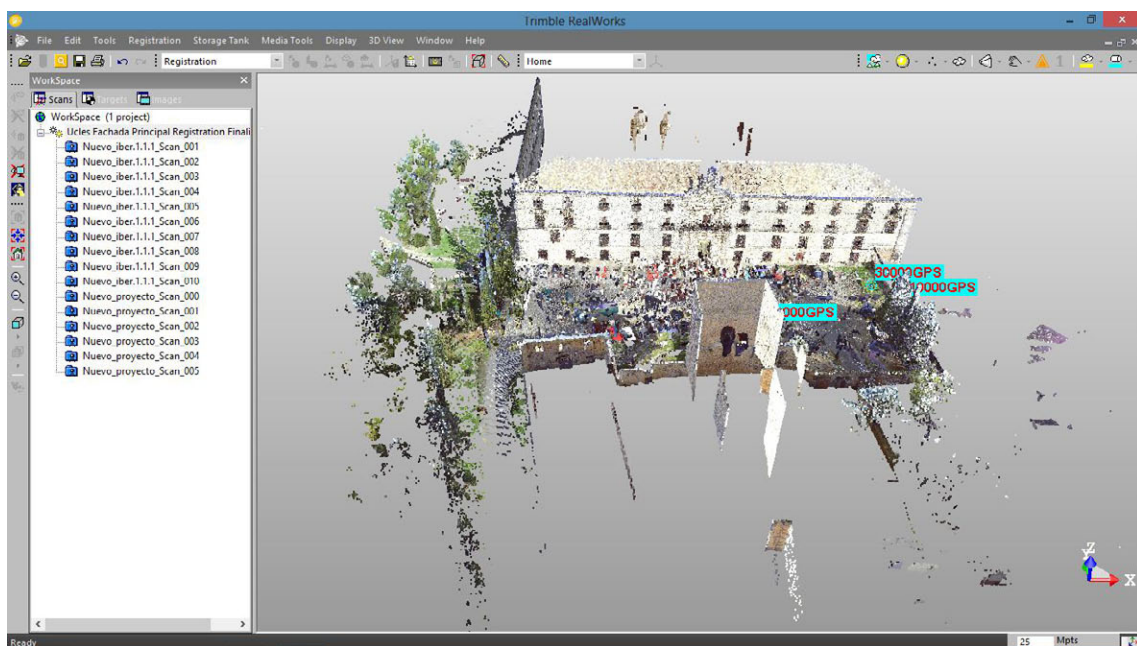 Trimble RealWorks
File Edit Tools Registration Storage Tank Media Tools Display 3D View Window Help
Registration
Home
1
WorkSpace
Scans Targets Images
WorkSpace (1 project)
Ucles Fachada Principal Registration Finali
Nuevo_iber.1.1.1_Scan_001
Nuevo_iber.1.1.1_Scan_002
Nuevo_iber.1.1.1_Scan_003
Nuevo_iber.1.1.1_Scan_004
Nuevo_iber.1.1.1_Scan_005
Nuevo_iber.1.1.1_Scan_006
Nuevo_iber.1.1.1_Scan_007
Nuevo_iber.1.1.1_Scan_008
Nuevo_iber.1.1.1_Scan_009
Nuevo_iber.1.1.1_Scan_010
Nuevo_proyecto_Scan_000
Nuevo_proyecto_Scan_001
Nuevo_proyecto_Scan_002
Nuevo_proyecto_Scan_003
Nuevo_proyecto_Scan_004
Nuevo_proyecto_Scan_005
30000GPS
0000GPS
000GPS
Z
Y
X
Ready
25 Mpts